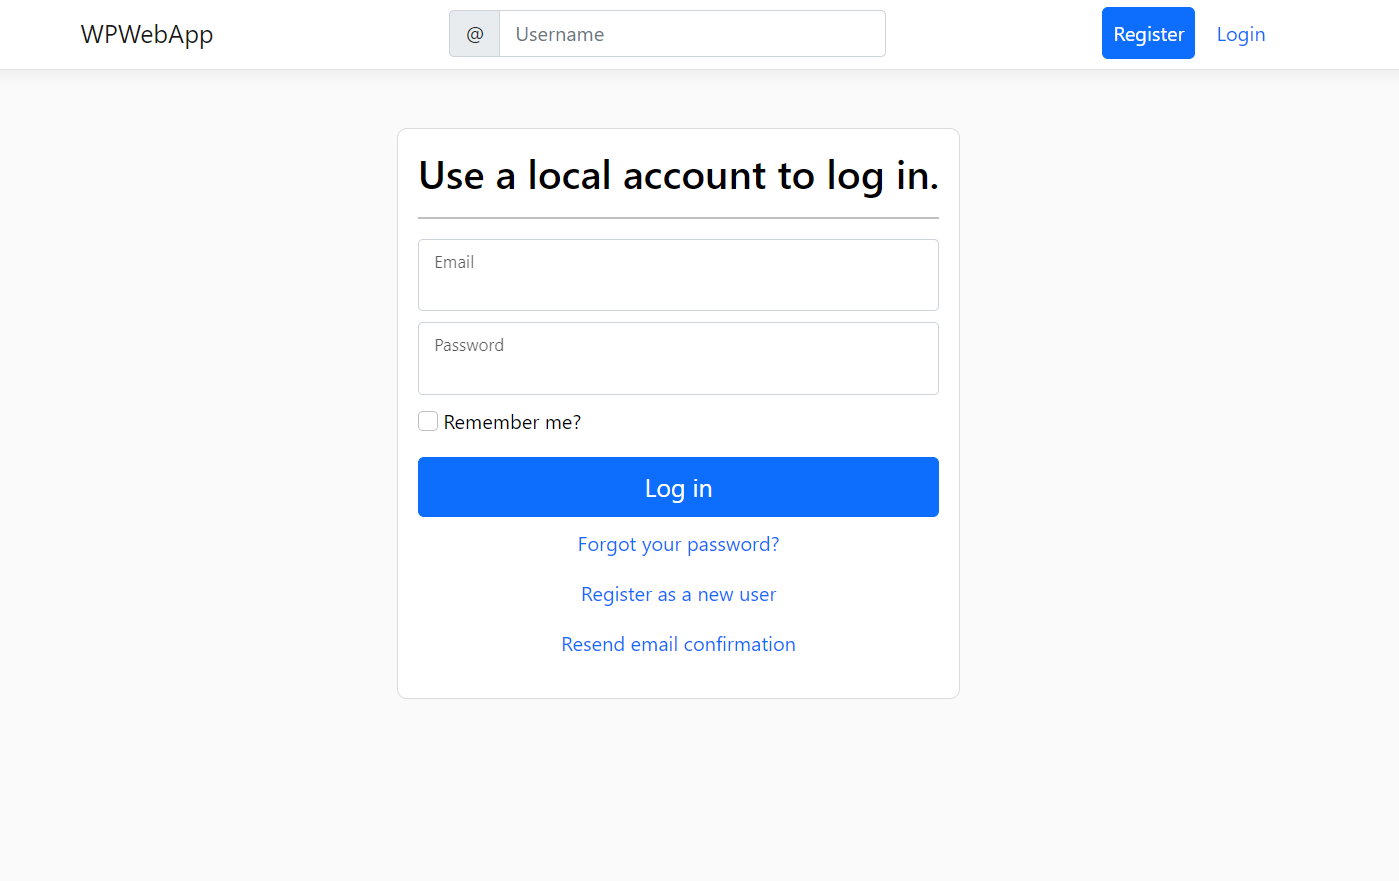 WPWebApp
@ Username
Register Login
Use a local account to log in.
Email
Password
Remember me?
Log in
Forgot your password?
Register as a new user
Resend email confirmation